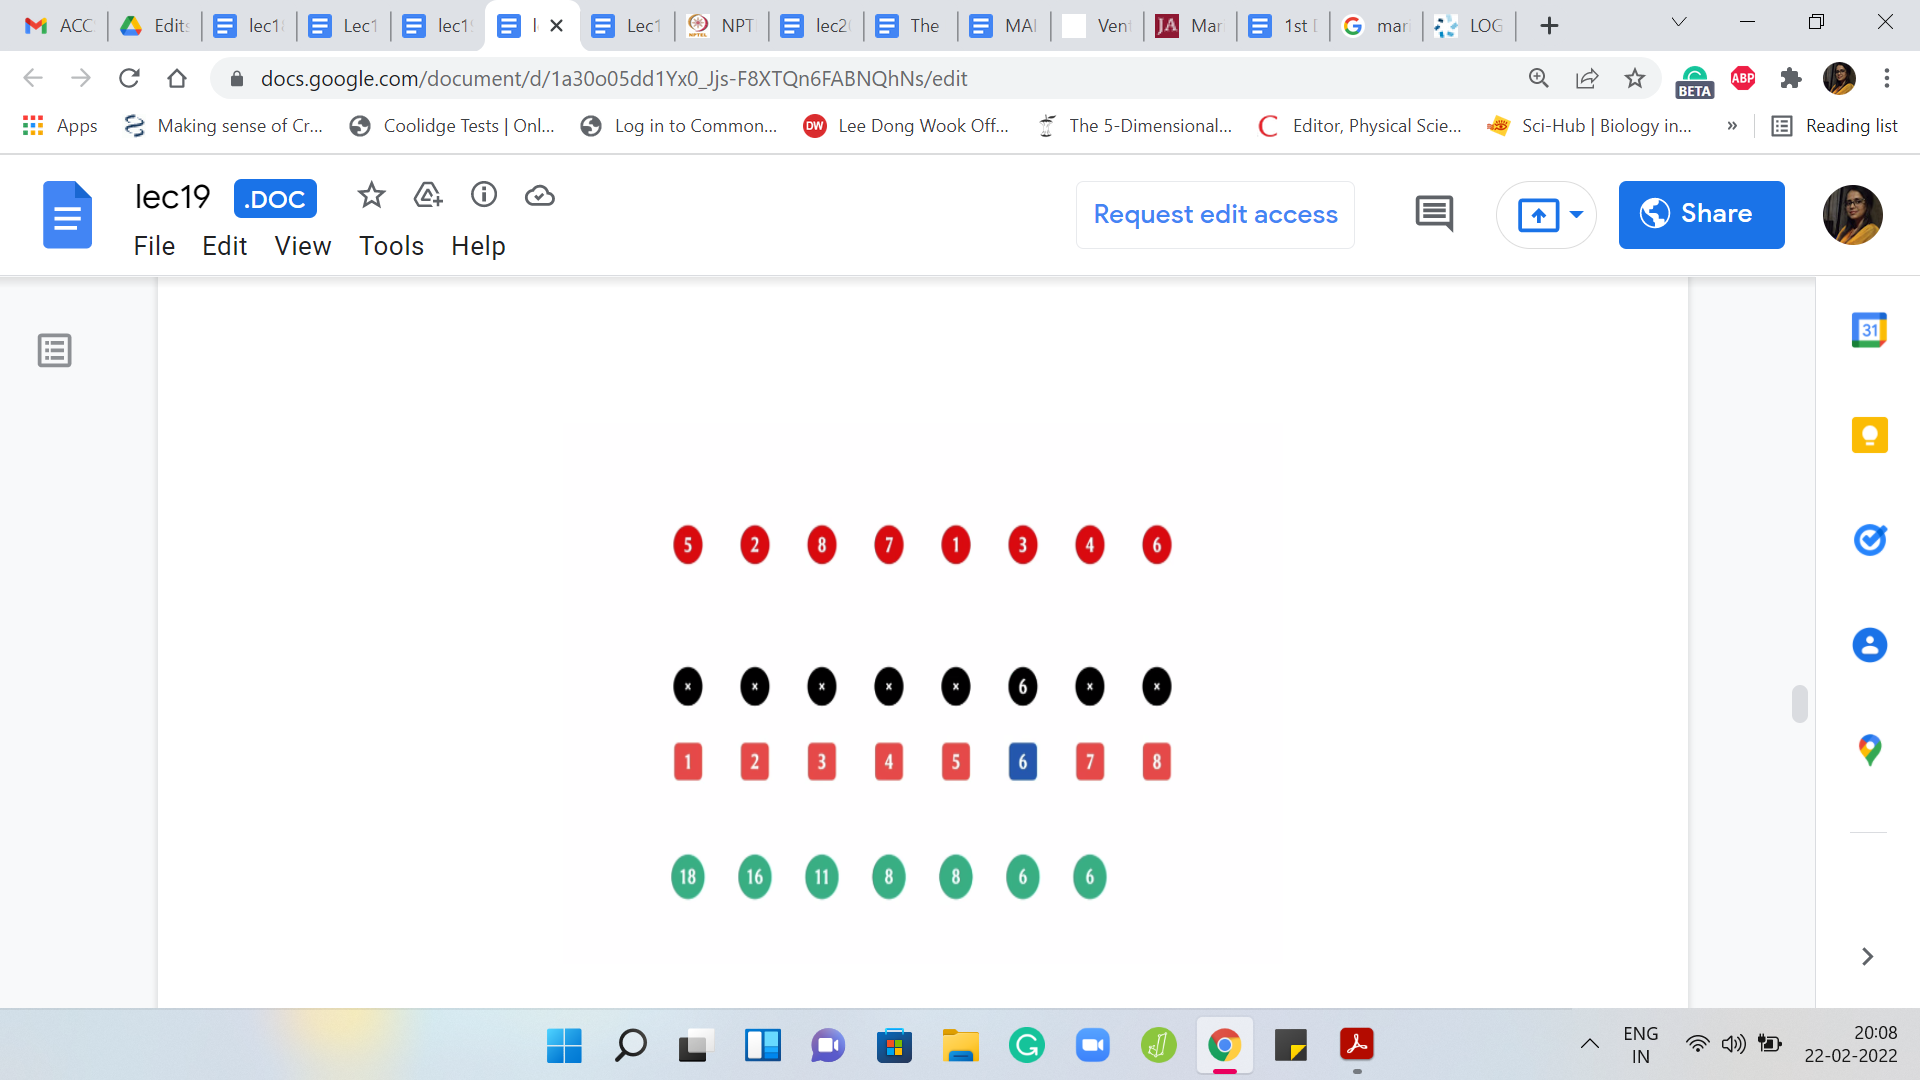 ACC Edits lec1 Lec1 lec1 l Lec1 NPT lec2 The MAI Ven Mar 1st mar LOG
docs.google.com/document/d/1a30o05dd1Yx0_Jjs-F8XTQn6FABNQhNs/edit
BETA ABP
Apps Making sense of Cr... Coolidge Tests | Onl... Log in to Common... DW Lee Dong Wook Off... The 5-Dimensional... Editor, Physical Scie... Sci-Hub | Biology in... » Reading list
lec19 .DOC
Request edit access
Share
File Edit View Tools Help
31
5 2 8 7 1 3 4 6
x x x x x 6 x x
1 2 3 4 5 6 7 8
18 16 11 8 8 6 6
ENG
IN
20:08
22-02-2022